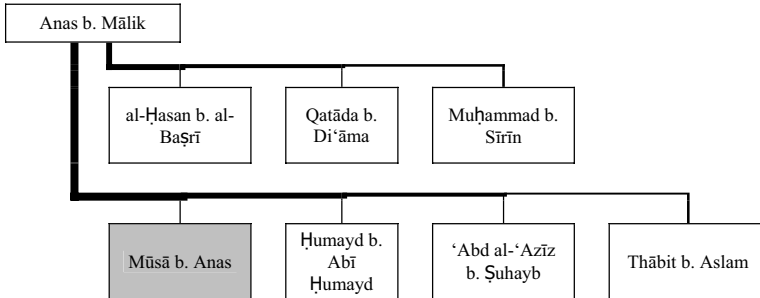 Anas b. Mālik
al-Ḥasan b. al-
Baṣrī
Qatāda b.
Di‘āma
Muḥammad b.
Sīrīn
Mūsā b. Anas
Ḥumayd b.
Abī
Ḥumayd
‘Abd al-‘Azīz
b. Ṣuhayb
Thābit b. Aslam